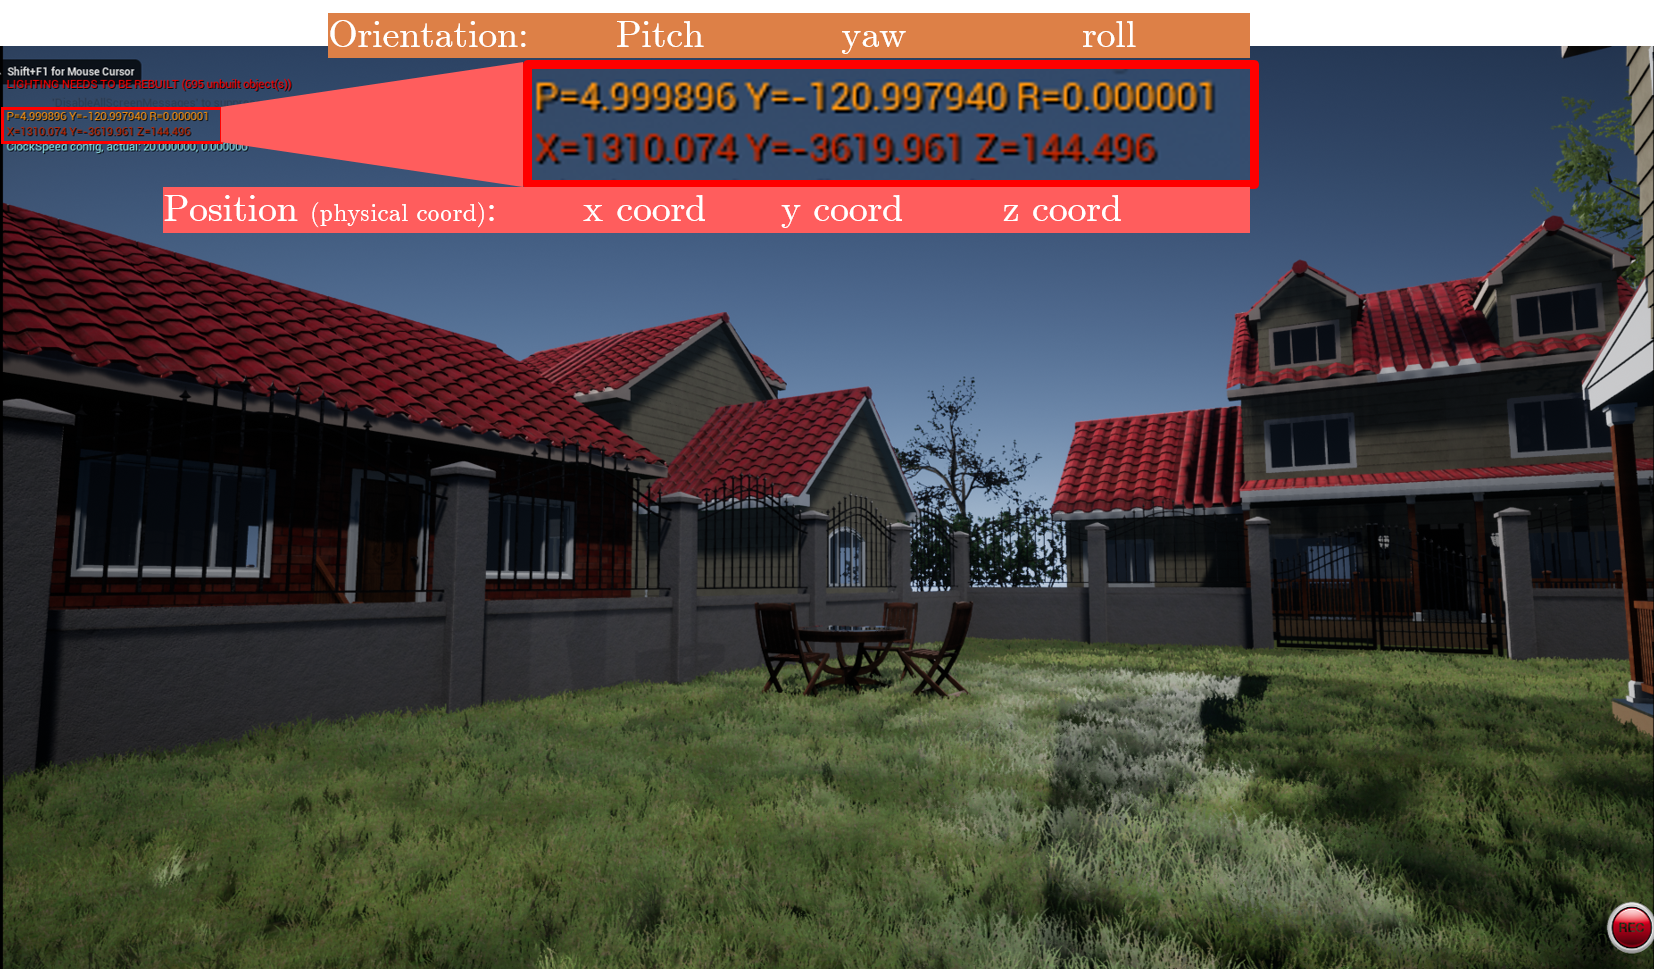 Orientation: Pitch yaw roll
Shift+F1 for Mouse Cursor
LIGHTING NEEDS TO BE REBUILT (695 unbuilt object(s))
P=4.999896 Y=-120.997940 R=0.000001
X=1310.074 Y=-3619.961 Z=144.496
ClockSpeed config, actual: 20.000000, 0.000000
P=4.999896 Y=-120.997940 R=0.000001
X=1310.074 Y=-3619.961 Z=144.496
Position (physical coord): x coord y coord z coord
REC